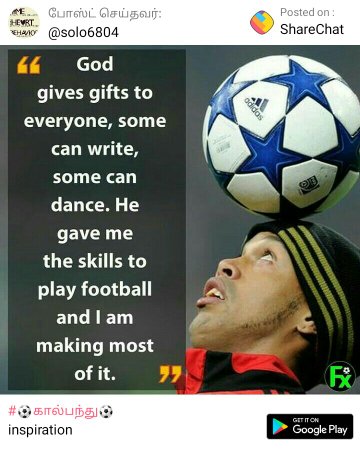 போஸ்ட் செய்தவர்:
@solo6804
Posted on :
ShareChat
ME
HEART
BEHAVIOR
“ God
gives gifts to
everyone, some
can write,
some can
dance. He
gave me
the skills to
play football
and I am
making most
of it. ”
adidas
FX
#⚽கால்பந்து⚽
inspiration
GET IT ON
Google Play